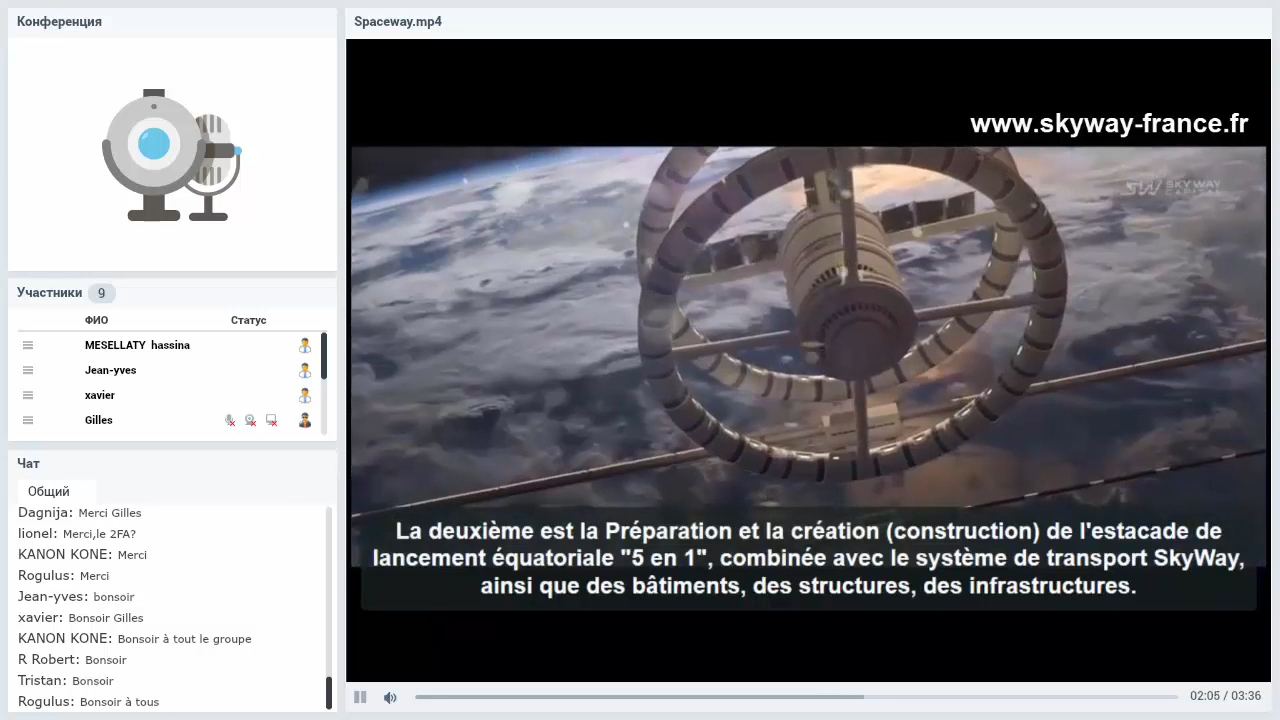 Конференция
Участники 9
ФИО Статус
MESELLATY hassina
Jean-yves
xavier
Gilles
Чат
Общий
Dagnija: Merci Gilles
lionel: Merci,le 2FA?
KANON KONE: Merci
Rogulus: Merci
Jean-yves: bonsoir
xavier: Bonsoir Gilles
KANON KONE: Bonsoir à tout le groupe
R Robert: Bonsoir
Tristan: Bonsoir
Rogulus: Bonsoir à tous
Spaceway.mp4
www.skyway-france.fr
SW SKY WAY
CAPITAL
La deuxième est la Préparation et la création (construction) de l'estacade de
lancement équatoriale "5 en 1", combinée avec le système de transport SkyWay,
ainsi que des bâtiments, des structures, des infrastructures.
02:05 / 03:36